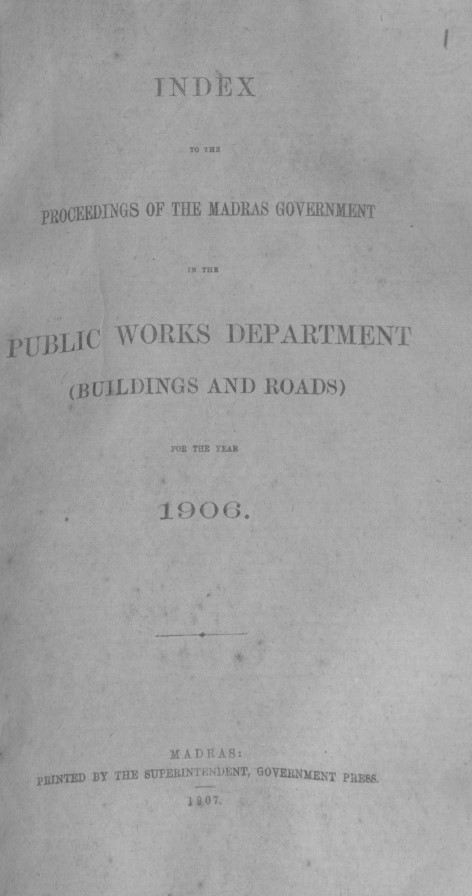 1
INDEX
TO THE
PROCEEDINGS OF THE MADRAS GOVERNMENT
IN THE
PUBLIC WORKS DEPARTMENT
(BUILDINGS AND ROADS)
FOR THE YEAR
1906.
MADRAS:
PRINTED BY THE SUPERINTENDENT, GOVERNMENT PRESS.
1907.